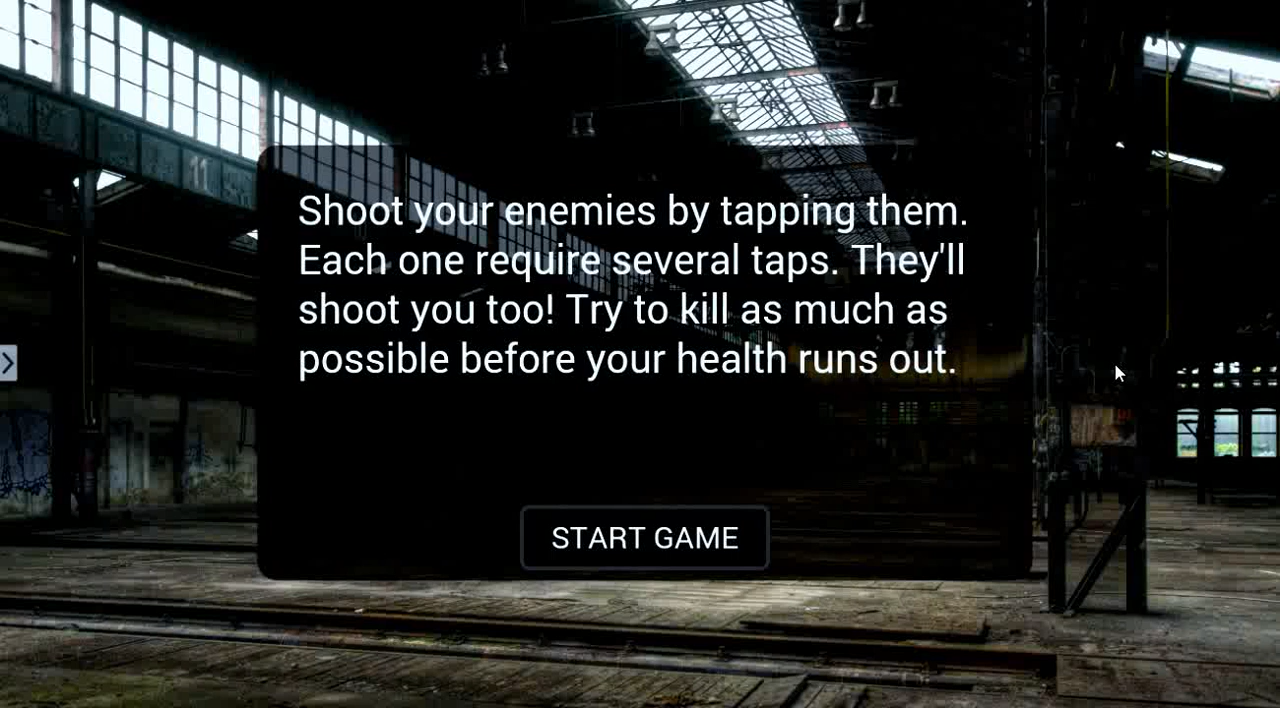 11
Shoot your enemies by tapping them.
Each one require several taps. They'll
shoot you too! Try to kill as much as
possible before your health runs out.
START GAME